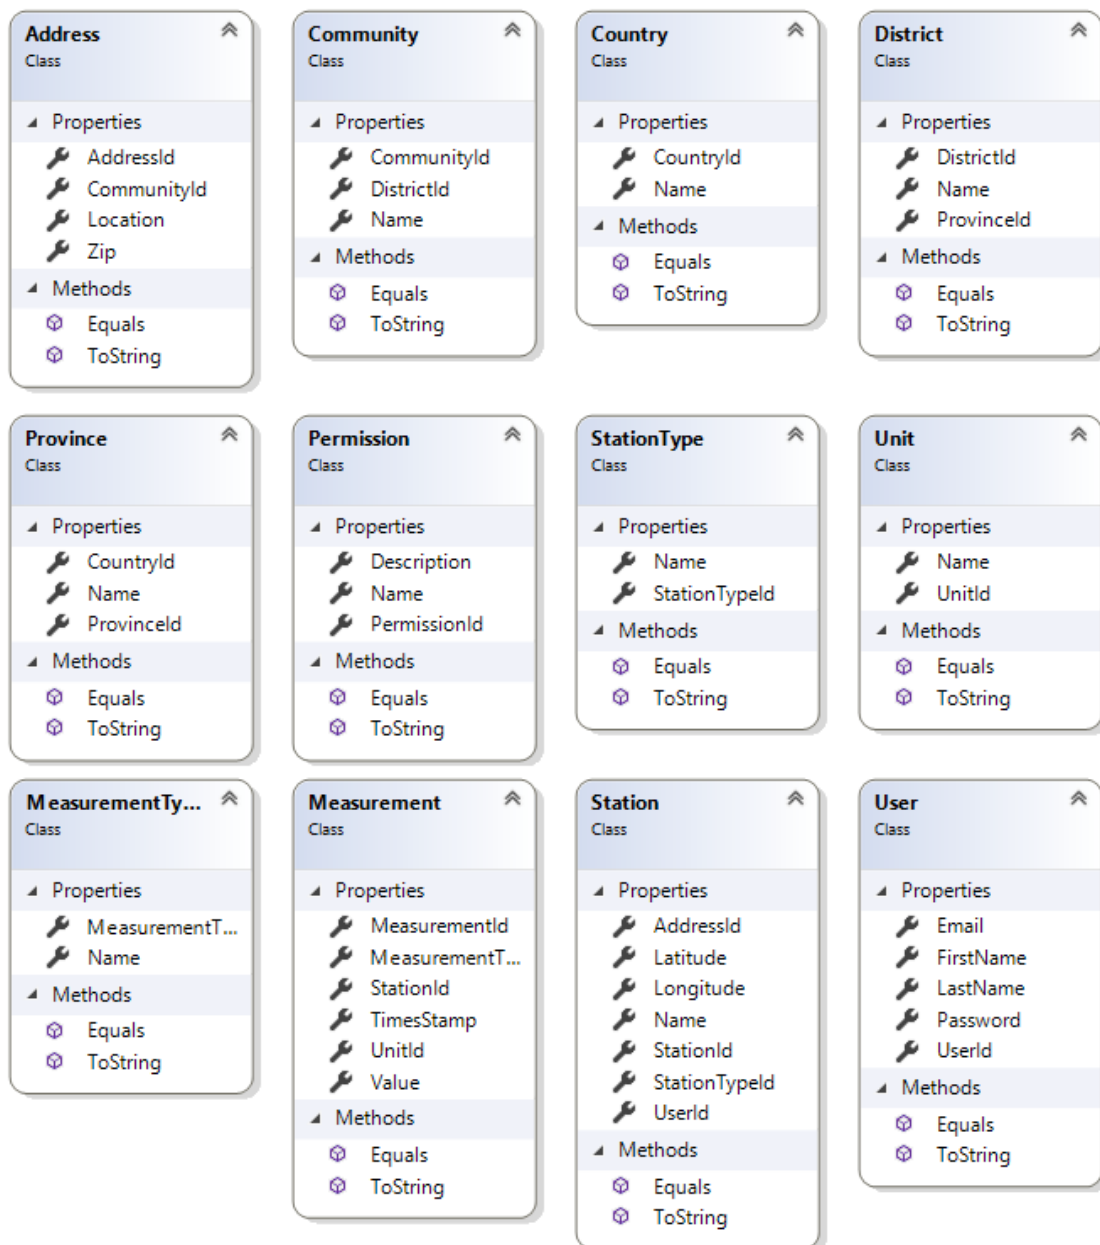 Address
Class
Properties
AddressId
CommunityId
Location
Zip
Methods
Equals
ToString
Community
Class
Properties
CommunityId
DistrictId
Name
Methods
Equals
ToString
Country
Class
Properties
CountryId
Name
Methods
Equals
ToString
District
Class
Properties
DistrictId
Name
ProvinceId
Methods
Equals
ToString
Province
Class
Properties
CountryId
Name
ProvinceId
Methods
Equals
ToString
Permission
Class
Properties
Description
Name
PermissionId
Methods
Equals
ToString
StationType
Class
Properties
Name
StationTypeId
Methods
Equals
ToString
Unit
Class
Properties
Name
UnitId
Methods
Equals
ToString
MeasurementTy...
Class
Properties
MeasurementT...
Name
Methods
Equals
ToString
Measurement
Class
Properties
MeasurementId
MeasurementT...
StationId
TimesStamp
UnitId
Value
Methods
Equals
ToString
Station
Class
Properties
AddressId
Latitude
Longitude
Name
StationId
StationTypeId
UserId
Methods
Equals
ToString
User
Class
Properties
Email
FirstName
LastName
Password
UserId
Methods
Equals
ToString